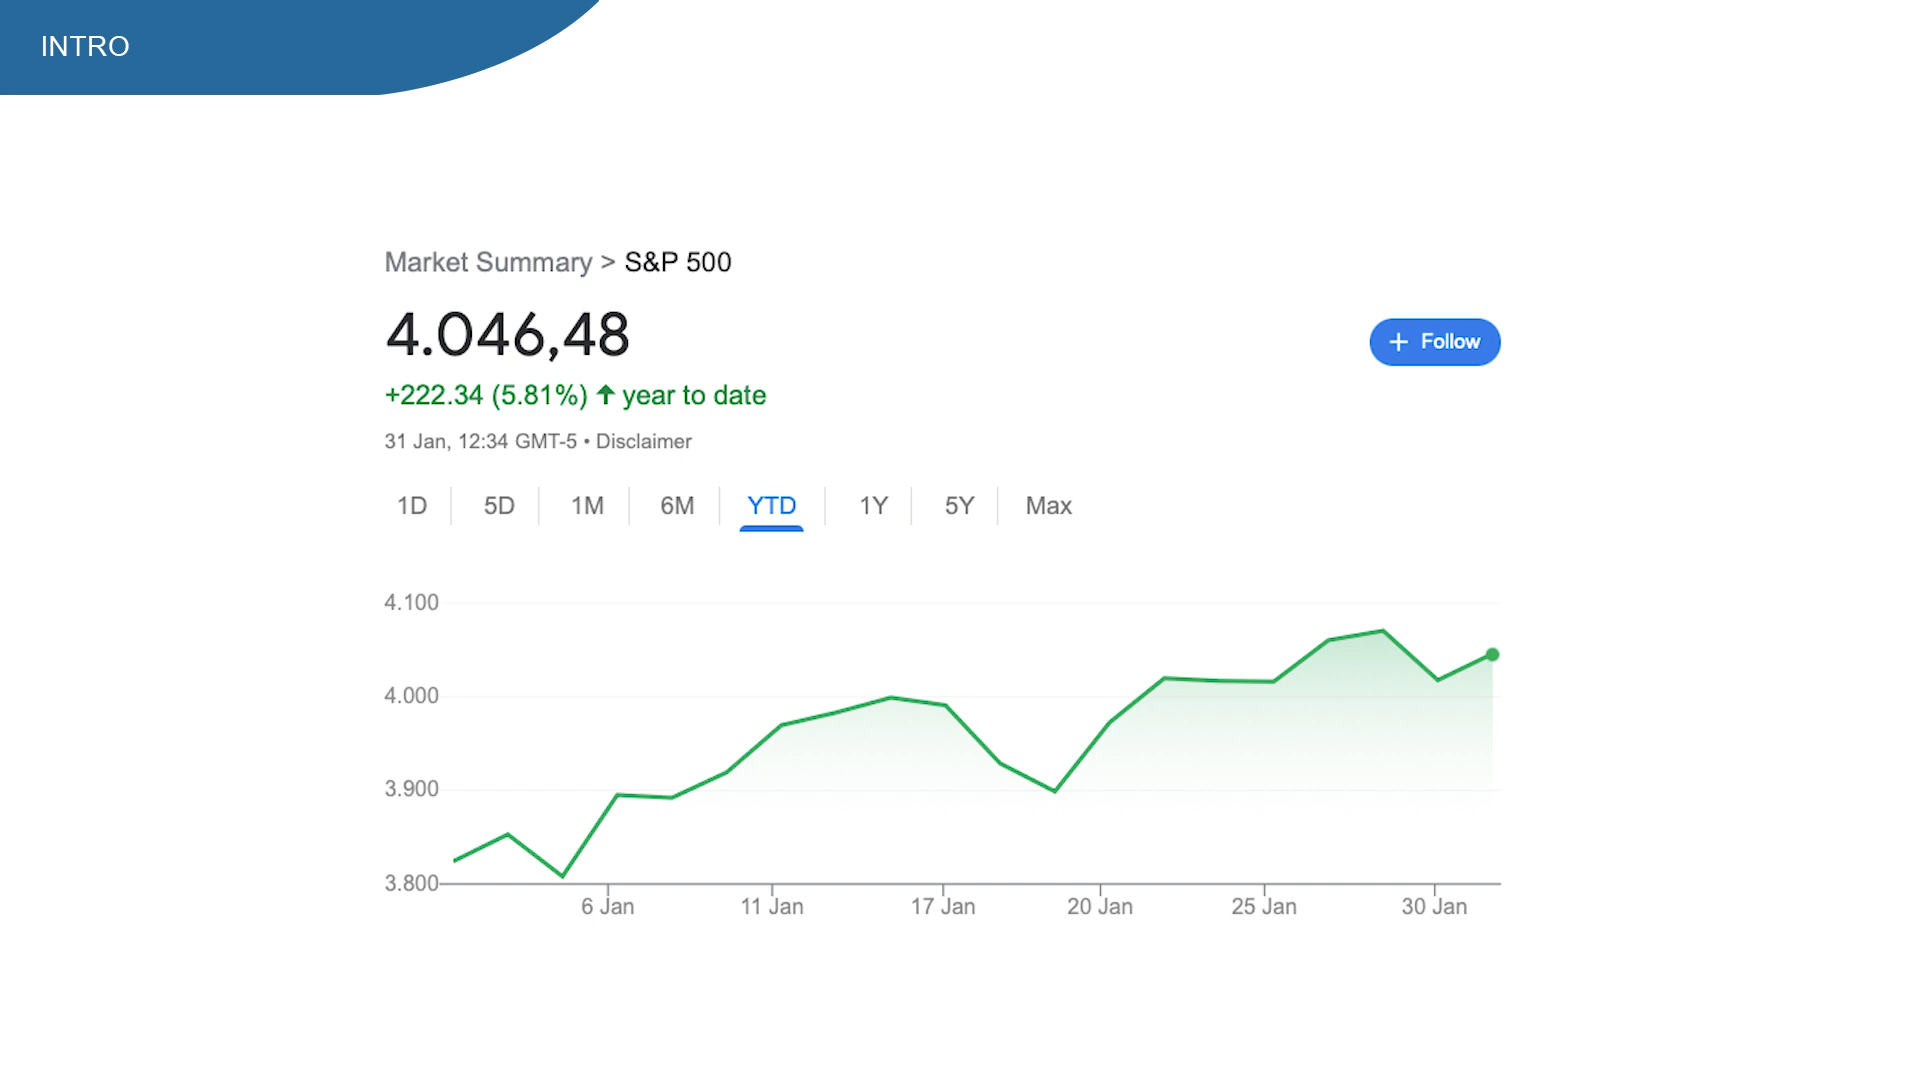 INTRO
Market Summary > S&P 500
4.046,48
+ Follow
+222.34 (5.81%) ↑ year to date
31 Jan, 12:34 GMT-5 • Disclaimer
1D 5D 1M 6M YTD 1Y 5Y Max
4.100
4.000
3.900
3.800
6 Jan 11 Jan 17 Jan 20 Jan 25 Jan 30 Jan